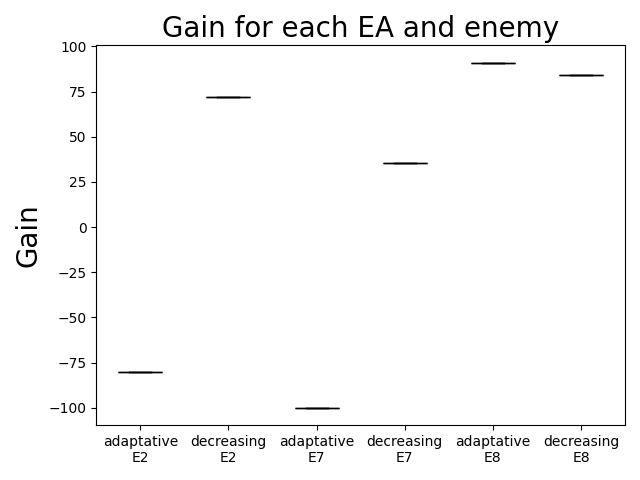 Gain for each EA and enemy
Gain
100
75
50
25
0
−25
−50
−75
−100
adaptative E2
decreasing E2
adaptative E7
decreasing E7
adaptative E8
decreasing E8